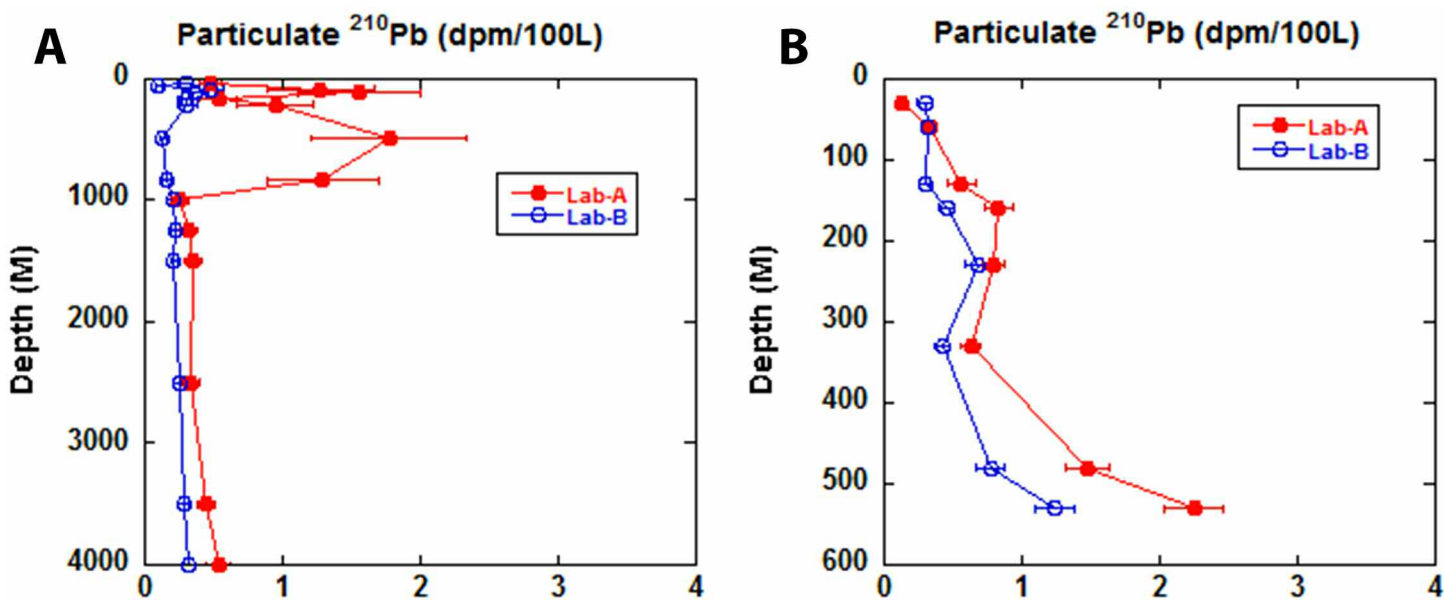 A
Particulate ²¹⁰Pb (dpm/100L)
0
1000
2000
3000
4000
Depth (M)
Lab-A
Lab-B
0 1 2 3 4
B
Particulate ²¹⁰Pb (dpm/100L)
0
100
200
300
400
500
600
Depth (M)
Lab-A
Lab-B
0 1 2 3 4